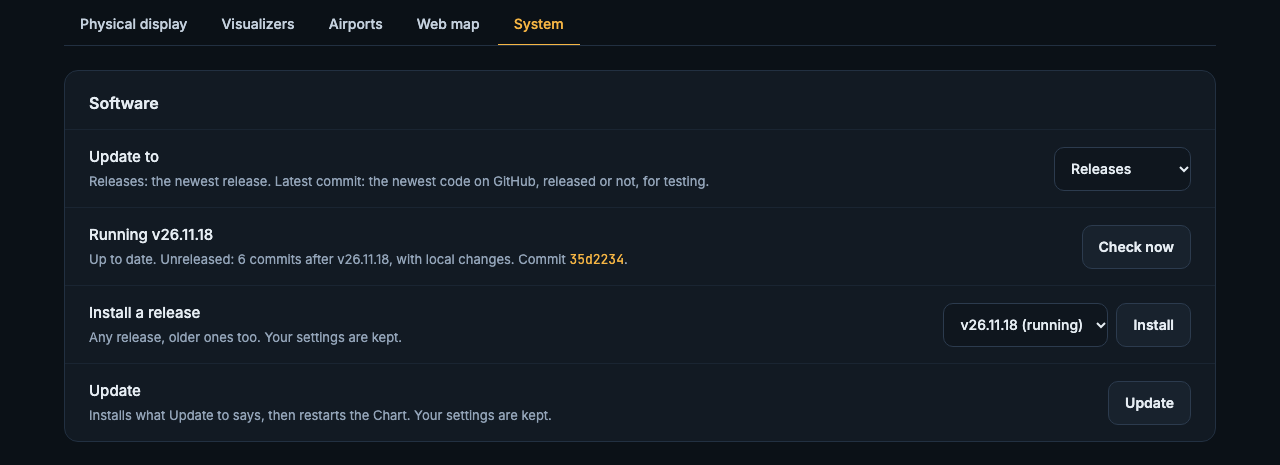 Physical display Visualizers Airports Web map System
Software
Update to
Releases: the newest release. Latest commit: the newest code on GitHub, released or not, for testing.
Releases
Running v26.11.18
Up to date. Unreleased: 6 commits after v26.11.18, with local changes. Commit 35d2234.
Check now
Install a release
Any release, older ones too. Your settings are kept.
v26.11.18 (running)
Install
Update
Installs what Update to says, then restarts the Chart. Your settings are kept.
Update